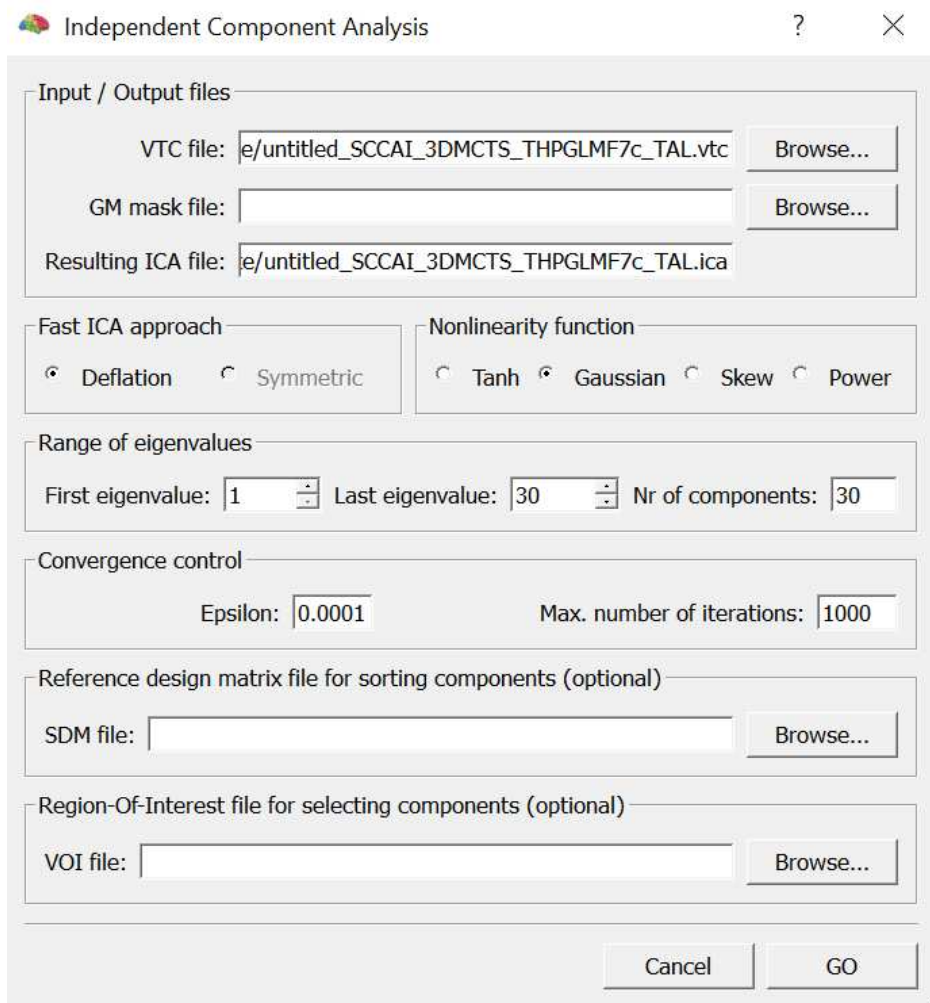 Independent Component Analysis ? ×
Input / Output files
VTC file: e/untitled_SCCAI_3DMCTS_THPGLMF7c_TAL.vtc Browse...
GM mask file: Browse...
Resulting ICA file: :e/untitled_SCCAI_3DMCTS_THPGLMF7c_TAL.ica
Fast ICA approach Nonlinearity function
Deflation Symmetric Tanh Gaussian Skew Power
Range of eigenvalues
First eigenvalue: 1 Last eigenvalue: 30 Nr of components: 30
Convergence control
Epsilon: 0.0001 Max. number of iterations: 1000
Reference design matrix file for sorting components (optional)
SDM file: Browse...
Region-Of-Interest file for selecting components (optional)
VOI file: Browse...
Cancel GO